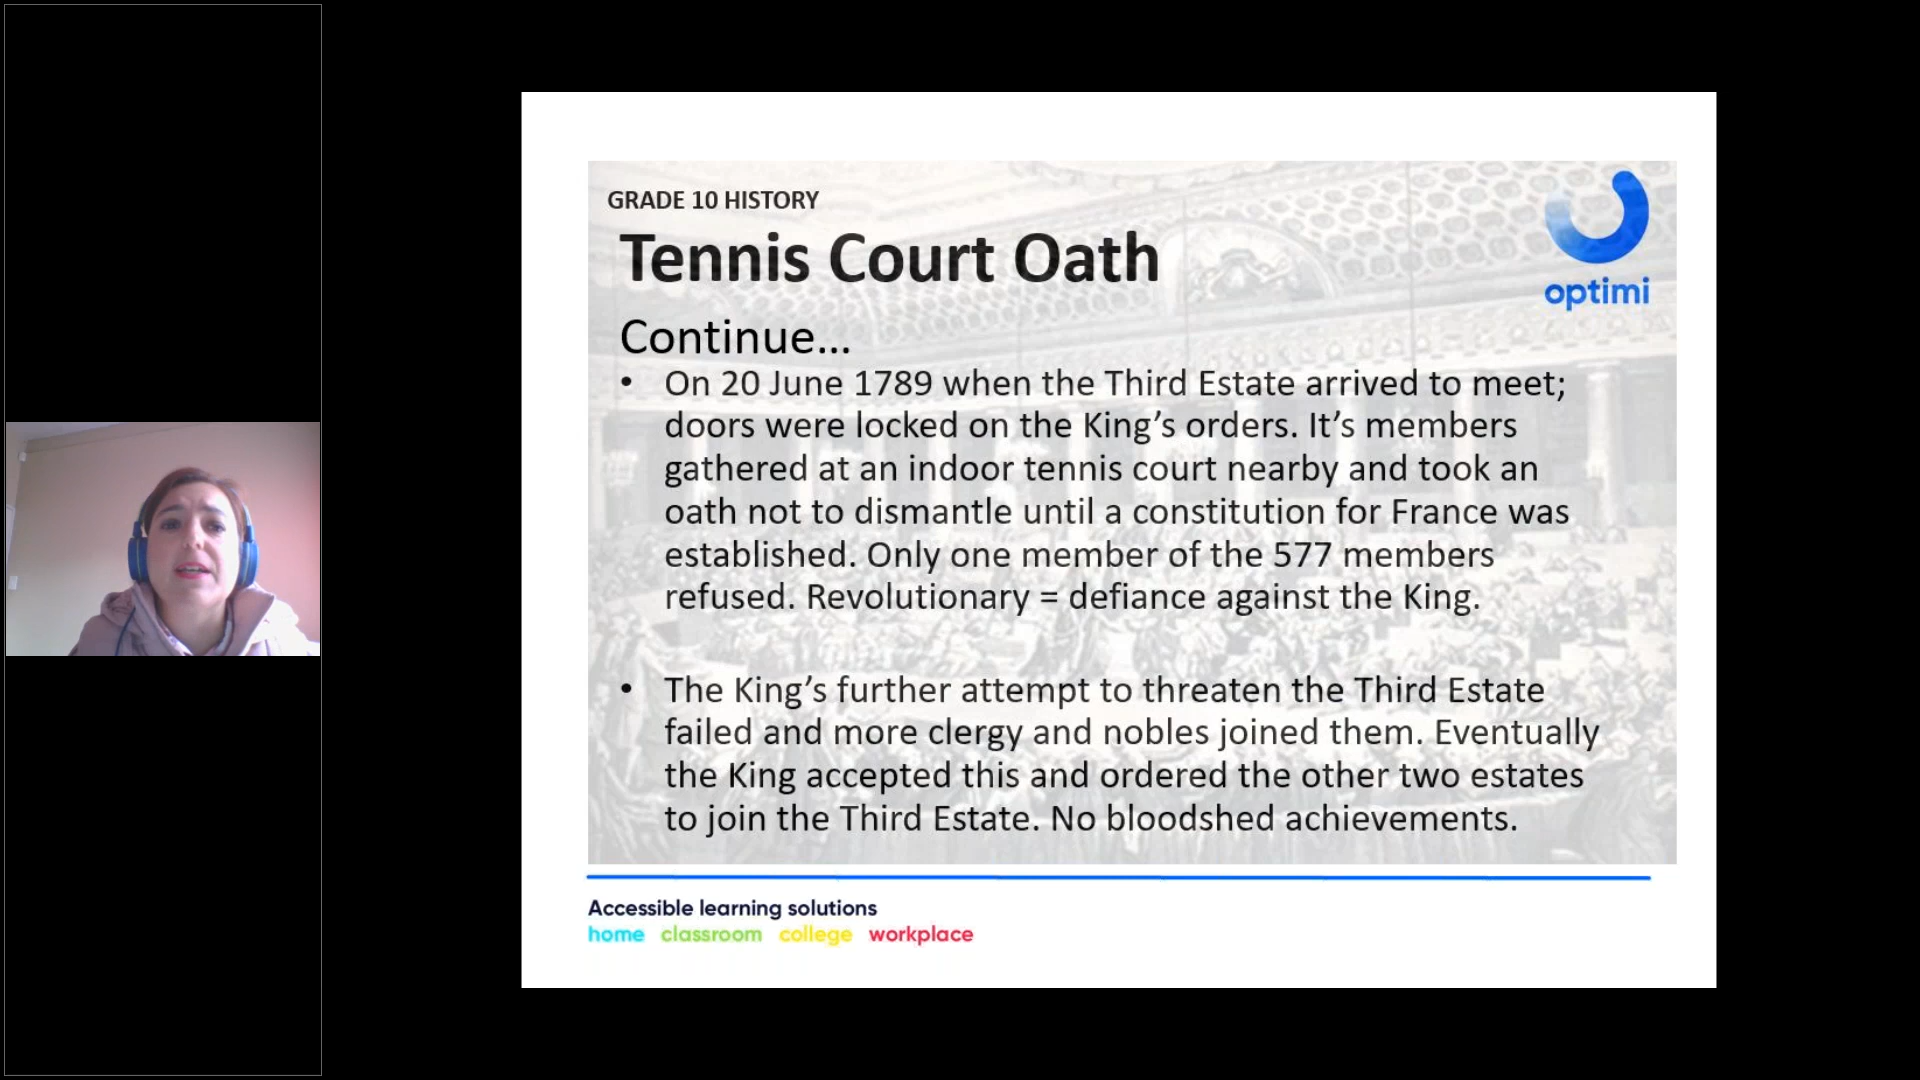 GRADE 10 HISTORY
Tennis Court Oath
optimi
Continue...
• On 20 June 1789 when the Third Estate arrived to meet;
doors were locked on the King's orders. It's members
gathered at an indoor tennis court nearby and took an
oath not to dismantle until a constitution for France was
established. Only one member of the 577 members
refused. Revolutionary = defiance against the King.
• The King's further attempt to threaten the Third Estate
failed and more clergy and nobles joined them. Eventually
the King accepted this and ordered the other two estates
to join the Third Estate. No bloodshed achievements.
Accessible learning solutions
home classroom college workplace